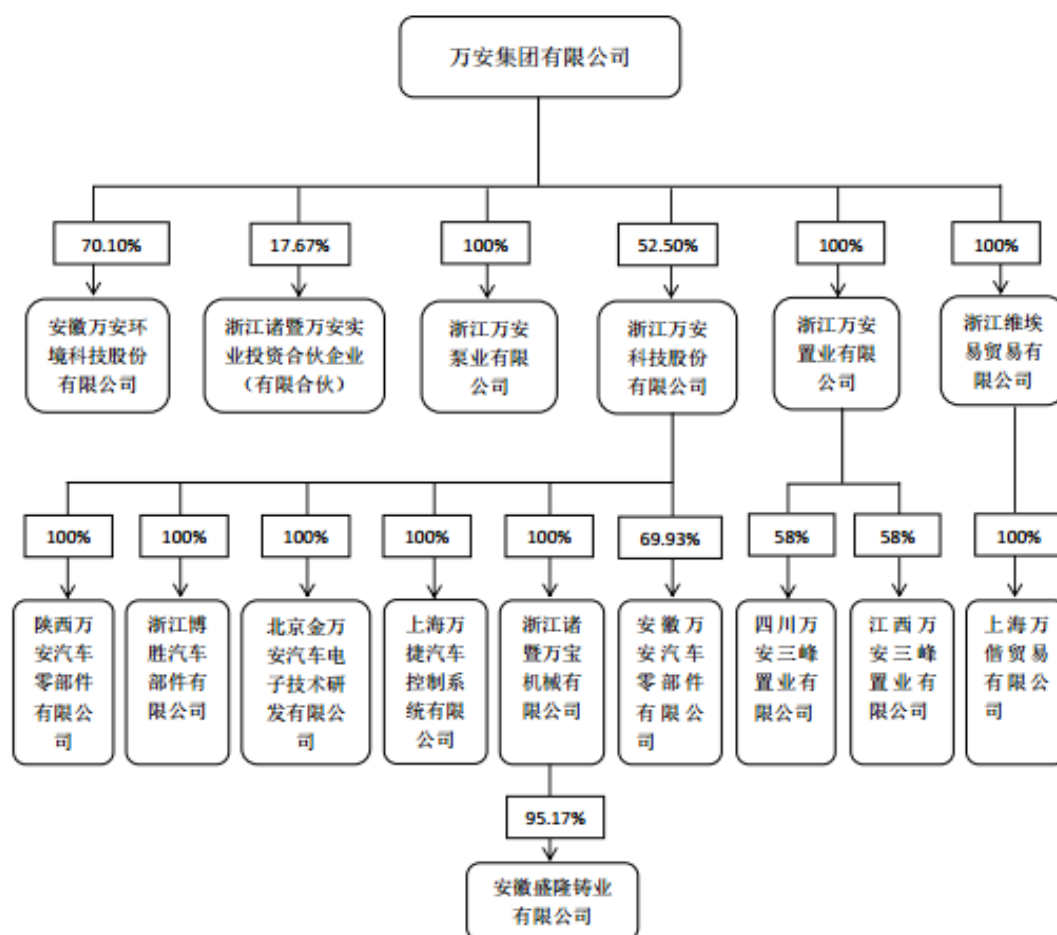 万安集团有限公司
70.10%
17.67%
100%
52.50%
100%
100%
安徽万安环
境科技股份
有限公司
浙江诸暨万安实
业投资合伙企业
（有限合伙）
浙江万安
泵业有限
公司
浙江万安
科技股份
有限公司
浙江万安
置业有限
公司
浙江维埃
易贸易有
限公司
100%
100%
100%
100%
100%
69.93%
58%
58%
100%
陕西万
安汽车
零部件
有限公
司
浙江博
胜汽车
部件有
限公司
北京金万
安汽车电
子技术研
发有限公
司
上海万
捷汽车
控制系
统有限
公司
浙江诸
暨万宝
机械有
限公司
安徽万
安汽车
零部件
有限公
司
四川万
安三峰
置业有
限公司
江西万
安三峰
置业有
限公司
上海万
偕贸易
有限公
司
95.17%
安徽盛隆铸业
有限公司